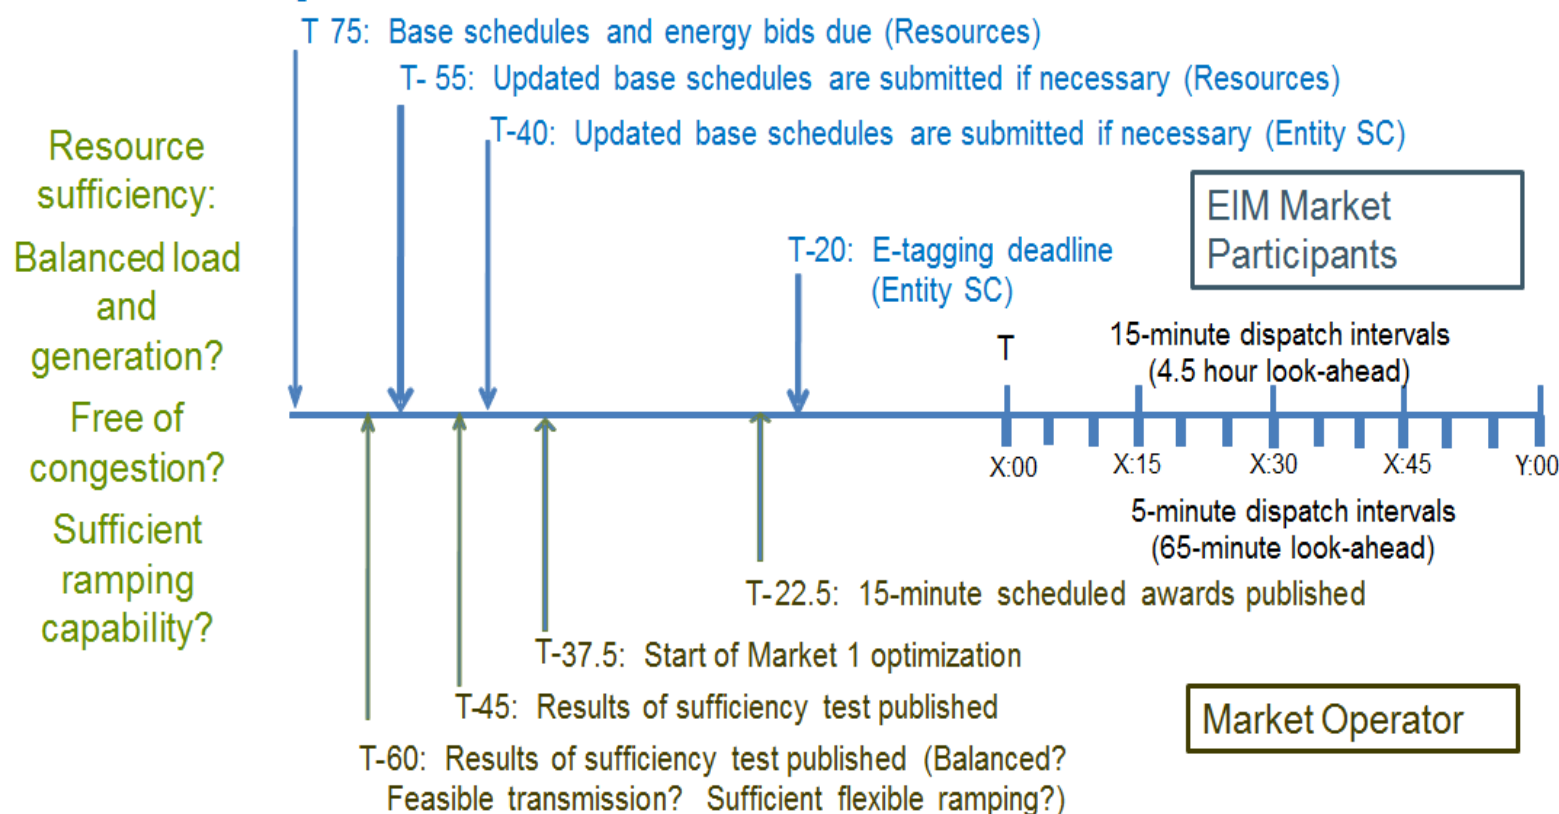 T 75: Base schedules and energy bids due (Resources)
T- 55: Updated base schedules are submitted if necessary (Resources)
T-40: Updated base schedules are submitted if necessary (Entity SC)
Resource
sufficiency:
Balanced load
and
generation?
Free of
congestion?
Sufficient
ramping
capability?
EIM Market
Participants
T-20: E-tagging deadline
(Entity SC)
T
15-minute dispatch intervals
(4.5 hour look-ahead)
X:00 X:15 X:30 X:45 Y:00
5-minute dispatch intervals
(65-minute look-ahead)
T-22.5: 15-minute scheduled awards published
T-37.5: Start of Market 1 optimization
T-45: Results of sufficiency test published
Market Operator
T-60: Results of sufficiency test published (Balanced?
Feasible transmission? Sufficient flexible ramping?)